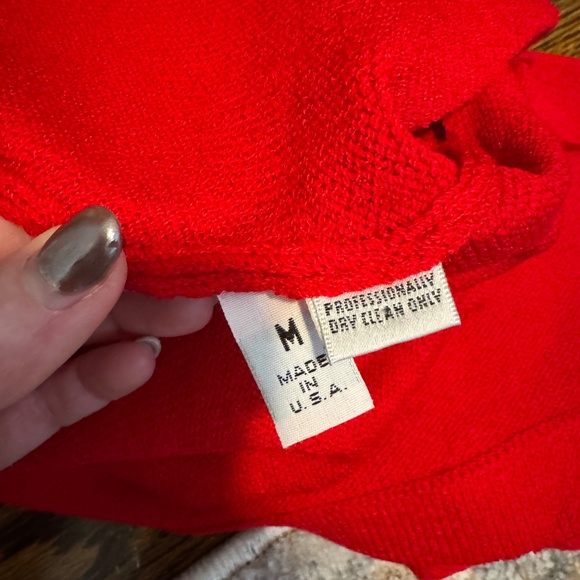 M
MADE
IN
U.S.A.
PROFESSIONALLY
DRY CLEAN ONLY